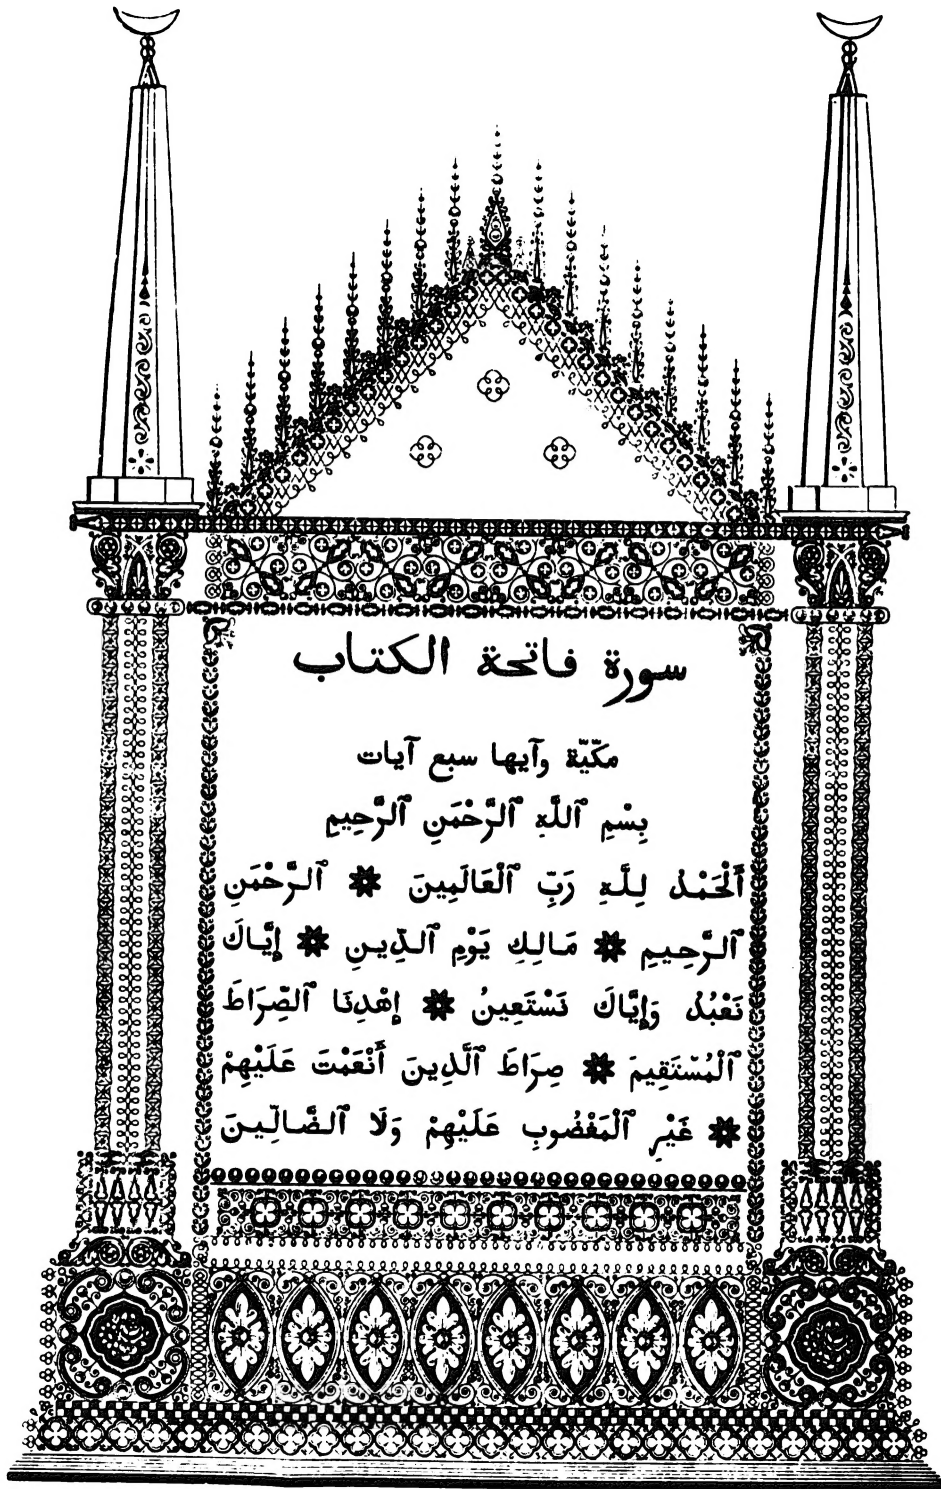 سورة فاتحة الكتاب
مكّيّة وآيها سبع آيات
بِسْمِ ٱللَّهِ ٱلرَّحْمَنِ ٱلرَّحِيمِ
أَلْحَمْدُ لِلَّهِ رَبِّ ٱلْعَالَمِينَ ✵ ٱلرَّحْمَنِ
ٱلرَّحِيمِ ✵ مَالِكِ يَوْمِ ٱلدِّينِ ✵ إِيَّاكَ
نَعْبُدُ وَإِيَّاكَ نَسْتَعِينُ ✵ إِهْدِنَا ٱلصِّرَاطَ
ٱلْمُسْتَقِيمَ ✵ صِرَاطَ ٱلَّذِينَ أَنْعَمْتَ عَلَيْهِمْ
✵ غَيْرِ ٱلْمَغْضُوبِ عَلَيْهِمْ وَلَا ٱلضَّالِّينَ